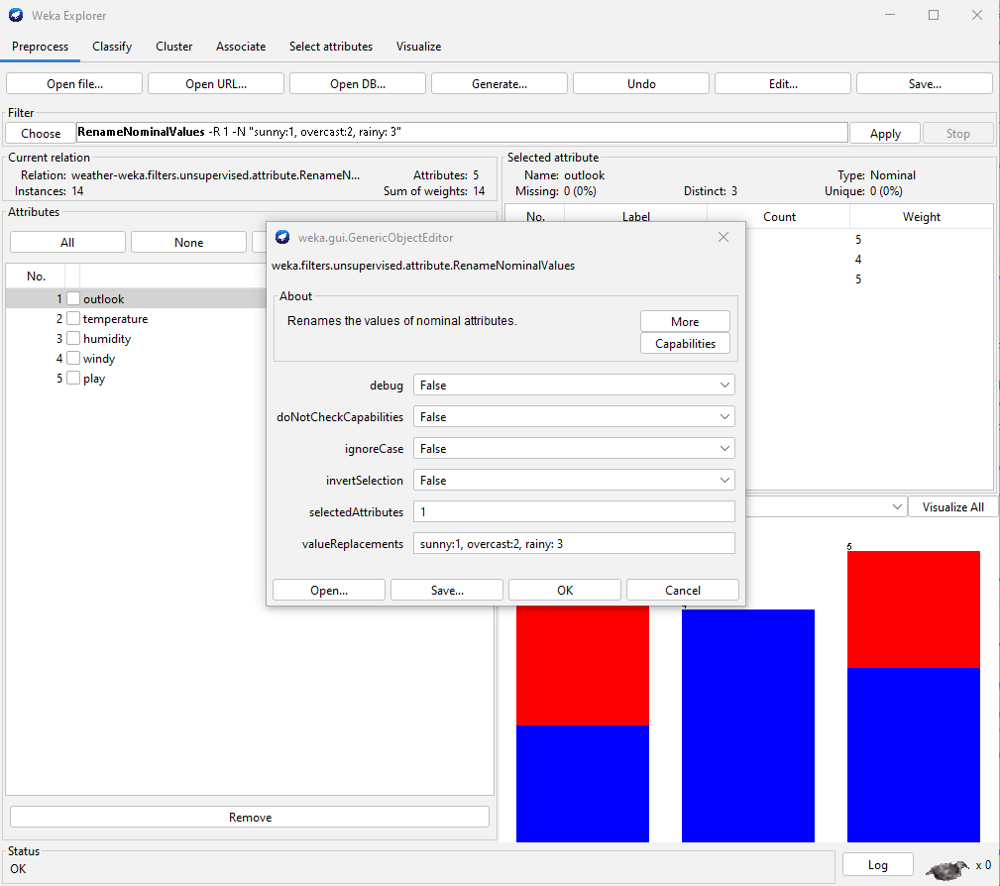 Weka Explorer
Preprocess Classify Cluster Associate Select attributes Visualize
Open file... Open URL... Open DB... Generate... Undo Edit... Save...
Filter
Choose RenameNominalValues -R 1 -N "sunny:1, overcast:2, rainy: 3" Apply Stop
Current relation
Relation: weather-weka.filters.unsupervised.attribute.RenameN... Attributes: 5
Instances: 14 Sum of weights: 14
Selected attribute
Name: outlook Type: Nominal
Missing: 0 (0%) Distinct: 3 Unique: 0 (0%)
Attributes
All None
No.
1 outlook
2 temperature
3 humidity
4 windy
5 play
Remove
No. Label Count Weight
5
4
5
weka.gui.GenericObjectEditor
weka.filters.unsupervised.attribute.RenameNominalValues
About
Renames the values of nominal attributes.
More
Capabilities
debug False
doNotCheckCapabilities False
ignoreCase False
invertSelection False
selectedAttributes 1
valueReplacements sunny:1, overcast:2, rainy: 3
Open... Save... OK Cancel
Visualize All
5
Status
OK
Log x 0